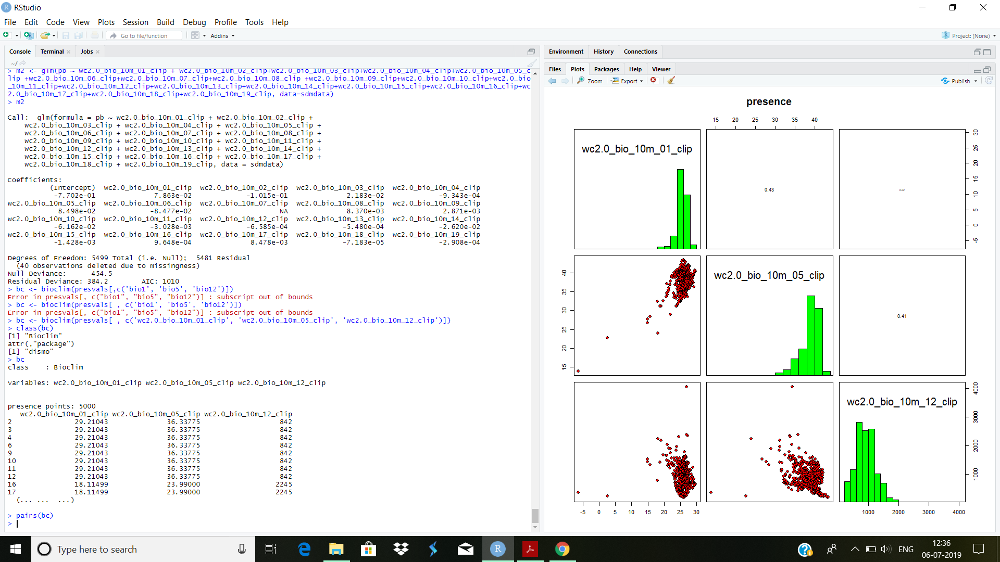 RStudio
File Edit Code View Plots Session Build Debug Profile Tools Help
Go to file/function Addins Project: (None)
Console Terminal Jobs
~/
> m2 <- glm(pb ~ wc2.0_bio_10m_01_clip + wc2.0_bio_10m_02_clip+wc2.0_bio_10m_03_clip+wc2.0_bio_10m_04_clip+wc2.0_bio_10m_05_c
lip +wc2.0_bio_10m_06_clip+wc2.0_bio_10m_07_clip+wc2.0_bio_10m_08_clip +wc2.0_bio_10m_09_clip+wc2.0_bio_10m_10_clip+wc2.0_bio
_10m_11_clip+wc2.0_bio_10m_12_clip+wc2.0_bio_10m_13_clip+wc2.0_bio_10m_14_clip+wc2.0_bio_10m_15_clip+wc2.0_bio_10m_16_clip+wc
2.0_bio_10m_17_clip+wc2.0_bio_10m_18_clip+wc2.0_bio_10m_19_clip, data=sdmdata)
> m2
Call: glm(formula = pb ~ wc2.0_bio_10m_01_clip + wc2.0_bio_10m_02_clip +
wc2.0_bio_10m_03_clip + wc2.0_bio_10m_04_clip + wc2.0_bio_10m_05_clip +
wc2.0_bio_10m_06_clip + wc2.0_bio_10m_07_clip + wc2.0_bio_10m_08_clip +
wc2.0_bio_10m_09_clip + wc2.0_bio_10m_10_clip + wc2.0_bio_10m_11_clip +
wc2.0_bio_10m_12_clip + wc2.0_bio_10m_13_clip + wc2.0_bio_10m_14_clip +
wc2.0_bio_10m_15_clip + wc2.0_bio_10m_16_clip + wc2.0_bio_10m_17_clip +
wc2.0_bio_10m_18_clip + wc2.0_bio_10m_19_clip, data = sdmdata)
Coefficients:
(Intercept) wc2.0_bio_10m_01_clip wc2.0_bio_10m_02_clip wc2.0_bio_10m_03_clip wc2.0_bio_10m_04_clip
-7.702e-01 7.863e-02 -1.015e-01 2.183e-02 -9.343e-04
wc2.0_bio_10m_05_clip wc2.0_bio_10m_06_clip wc2.0_bio_10m_07_clip wc2.0_bio_10m_08_clip wc2.0_bio_10m_09_clip
8.498e-02 -8.477e-02 NA 8.370e-03 2.871e-03
wc2.0_bio_10m_10_clip wc2.0_bio_10m_11_clip wc2.0_bio_10m_12_clip wc2.0_bio_10m_13_clip wc2.0_bio_10m_14_clip
-6.162e-02 -3.028e-03 -6.585e-04 -5.480e-04 -2.620e-02
wc2.0_bio_10m_15_clip wc2.0_bio_10m_16_clip wc2.0_bio_10m_17_clip wc2.0_bio_10m_18_clip wc2.0_bio_10m_19_clip
-1.428e-03 9.648e-04 8.478e-03 -7.183e-05 -2.908e-04
Degrees of Freedom: 5499 Total (i.e. Null); 5481 Residual
(40 observations deleted due to missingness)
Null Deviance: 454.5
Residual Deviance: 384.2 AIC: 1010
> bc <- bioclim(presvals[,c('bio1', 'bio5', 'bio12')])
Error in presvals[, c("bio1", "bio5", "bio12")] : subscript out of bounds
> bc <- bioclim(presvals[ , c('bio1', 'bio5', 'bio12')])
Error in presvals[, c("bio1", "bio5", "bio12")] : subscript out of bounds
> bc <- bioclim(presvals[ , c('wc2.0_bio_10m_01_clip', 'wc2.0_bio_10m_05_clip', 'wc2.0_bio_10m_12_clip')])
> class(bc)
[1] "Bioclim"
attr(,"package")
[1] "dismo"
> bc
class : Bioclim
variables: wc2.0_bio_10m_01_clip wc2.0_bio_10m_05_clip wc2.0_bio_10m_12_clip
presence points: 5000
wc2.0_bio_10m_01_clip wc2.0_bio_10m_05_clip wc2.0_bio_10m_12_clip
2 29.21043 36.33775 842
3 29.21043 36.33775 842
4 29.21043 36.33775 842
6 29.21043 36.33775 842
9 29.21043 36.33775 842
10 29.21043 36.33775 842
11 29.21043 36.33775 842
12 29.21043 36.33775 842
16 18.11499 23.99000 2245
17 18.11499 23.99000 2245
(... ... ...)
> pairs(bc)
>
Environment History Connections
Files Plots Packages Help Viewer
Zoom Export Publish
presence
15 20 25 30 35 40
wc2.0_bio_10m_01_clip
0.43
0.22
30
25
20
15
10
5
0
-5
40
35
30
25
20
15
wc2.0_bio_10m_05_clip
0.41
wc2.0_bio_10m_12_clip
4000
3000
2000
1000
-5 0 5 10 15 20 25 30
1000 2000 3000 4000
Type here to search
ENG
12:36
06-07-2019